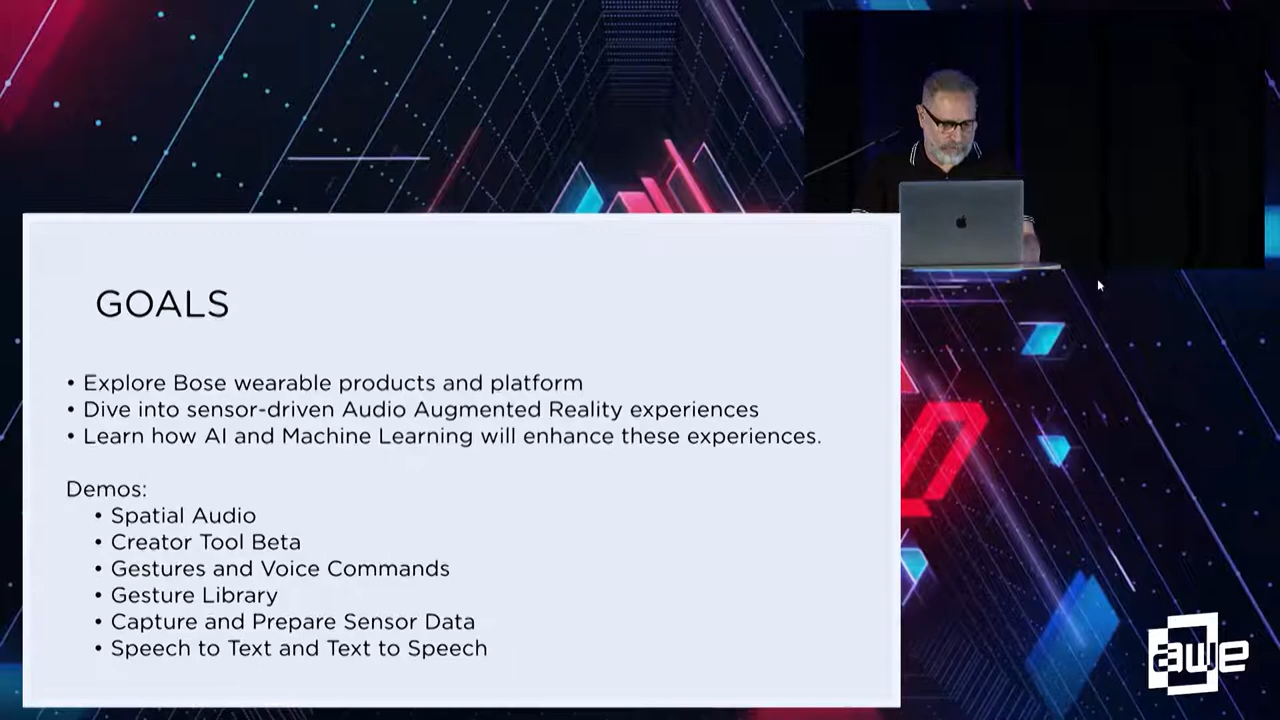 GOALS
• Explore Bose wearable products and platform
• Dive into sensor-driven Audio Augmented Reality experiences
• Learn how AI and Machine Learning will enhance these experiences.
Demos:
• Spatial Audio
• Creator Tool Beta
• Gestures and Voice Commands
• Gesture Library
• Capture and Prepare Sensor Data
• Speech to Text and Text to Speech
awe